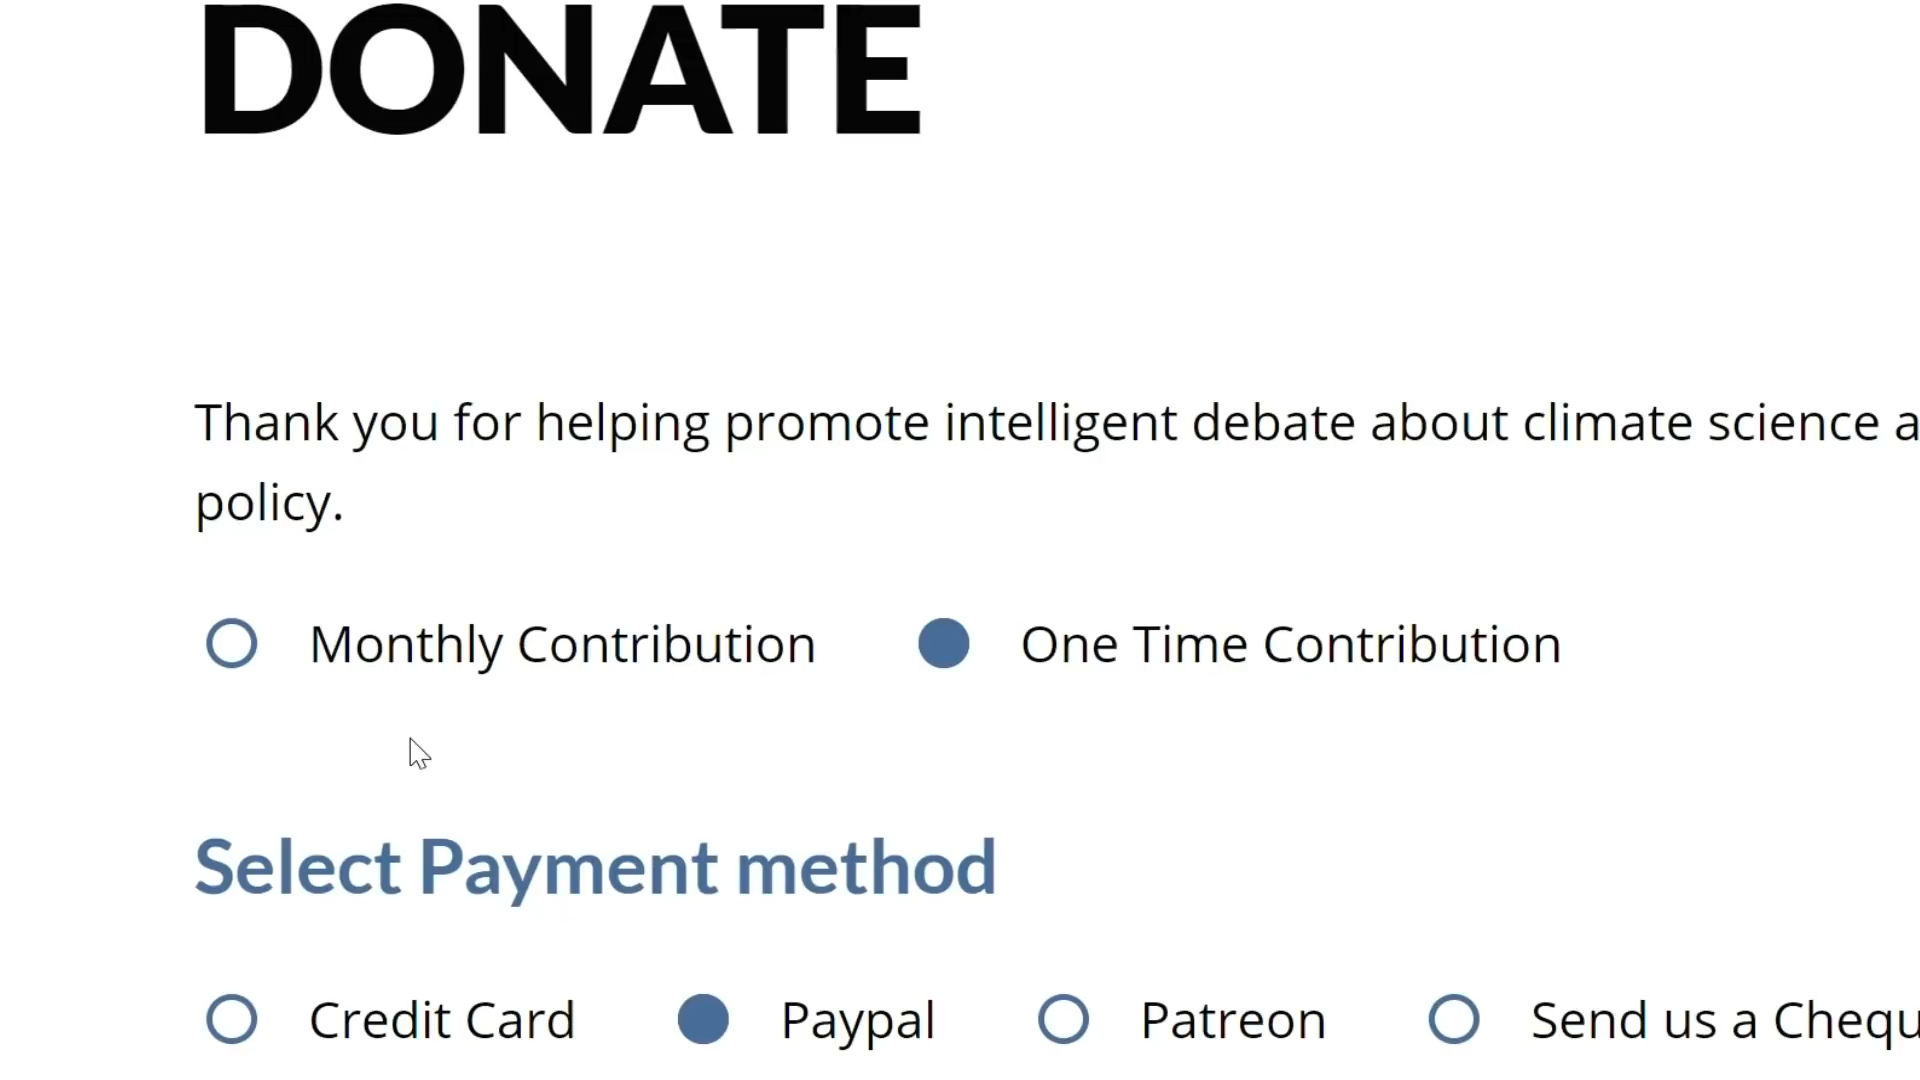 DONATE
Thank you for helping promote intelligent debate about climate science a
policy.
Monthly Contribution One Time Contribution
Select Payment method
Credit Card Paypal Patreon Send us a Chequ